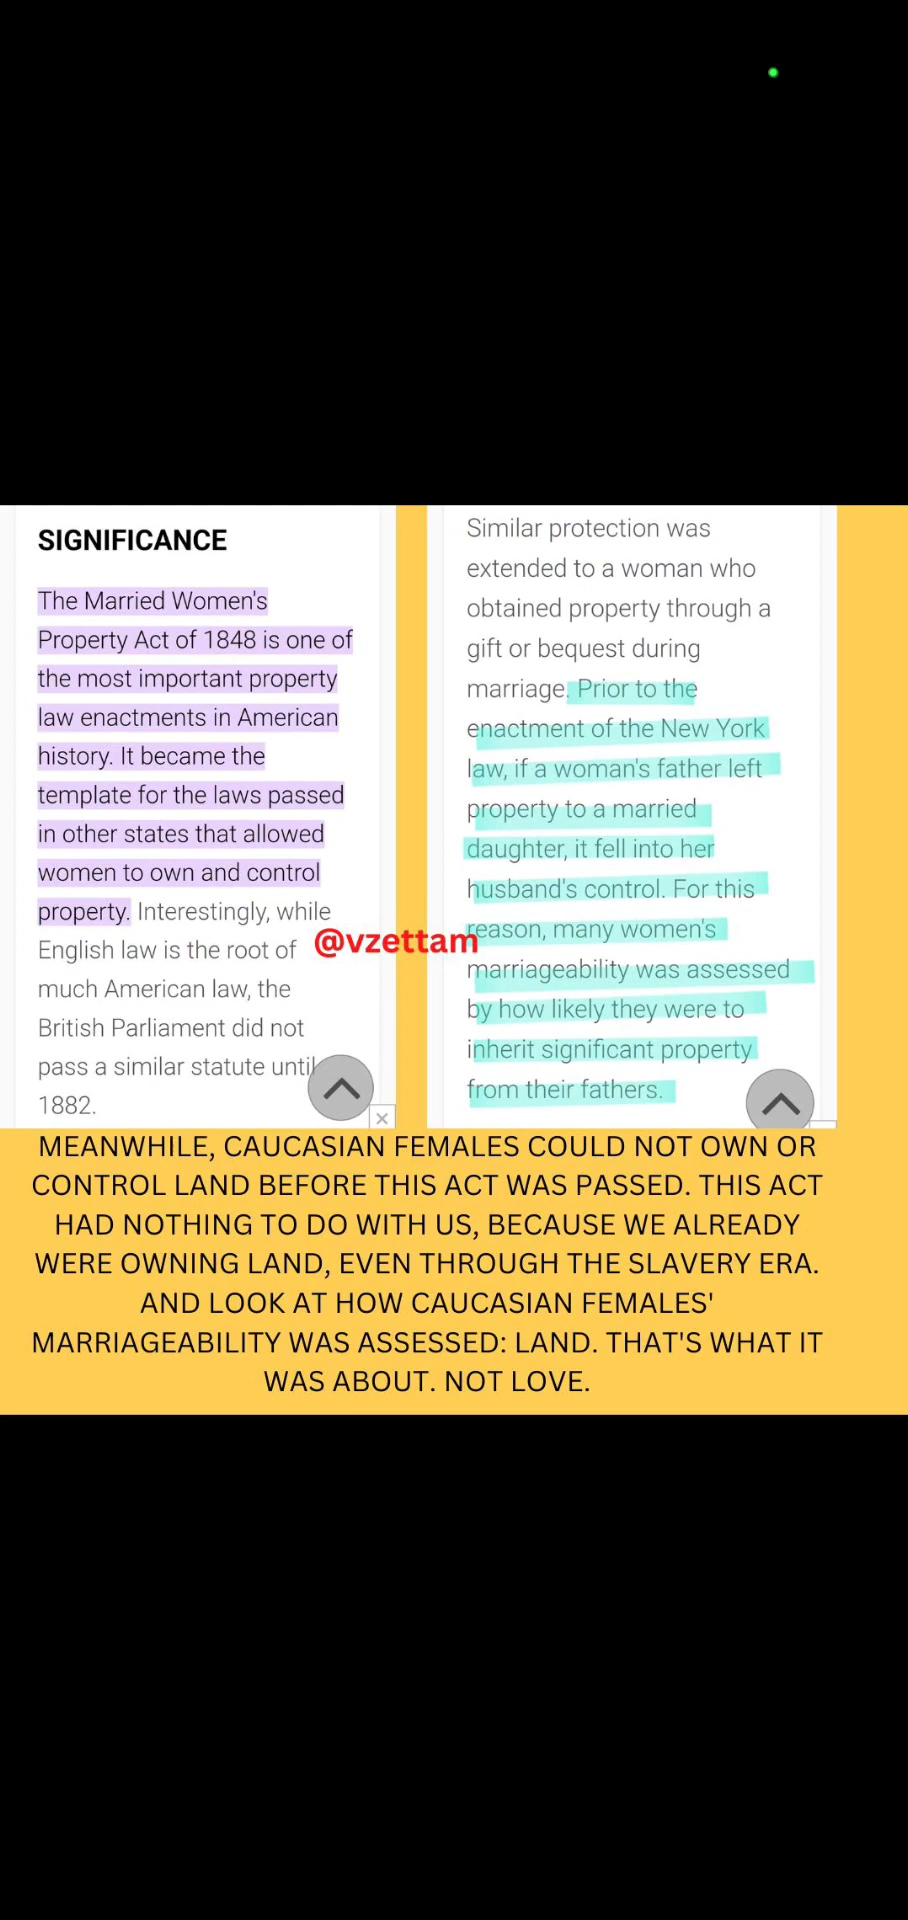 SIGNIFICANCE
The Married Women's
Property Act of 1848 is one of
the most important property
law enactments in American
history. It became the
template for the laws passed
in other states that allowed
women to own and control
property. Interestingly, while
English law is the root of
much American law, the
British Parliament did not
pass a similar statute until
1882.
Similar protection was
extended to a woman who
obtained property through a
gift or bequest during
marriage. Prior to the
enactment of the New York
law, if a woman's father left
property to a married
daughter, it fell into her
husband's control. For this
reason, many women's
marriageability was assessed
by how likely they were to
inherit significant property
from their fathers.
@vzettam
MEANWHILE, CAUCASIAN FEMALES COULD NOT OWN OR
CONTROL LAND BEFORE THIS ACT WAS PASSED. THIS ACT
HAD NOTHING TO DO WITH US, BECAUSE WE ALREADY
WERE OWNING LAND, EVEN THROUGH THE SLAVERY ERA.
AND LOOK AT HOW CAUCASIAN FEMALES'
MARRIAGEABILITY WAS ASSESSED: LAND. THAT'S WHAT IT
WAS ABOUT. NOT LOVE.